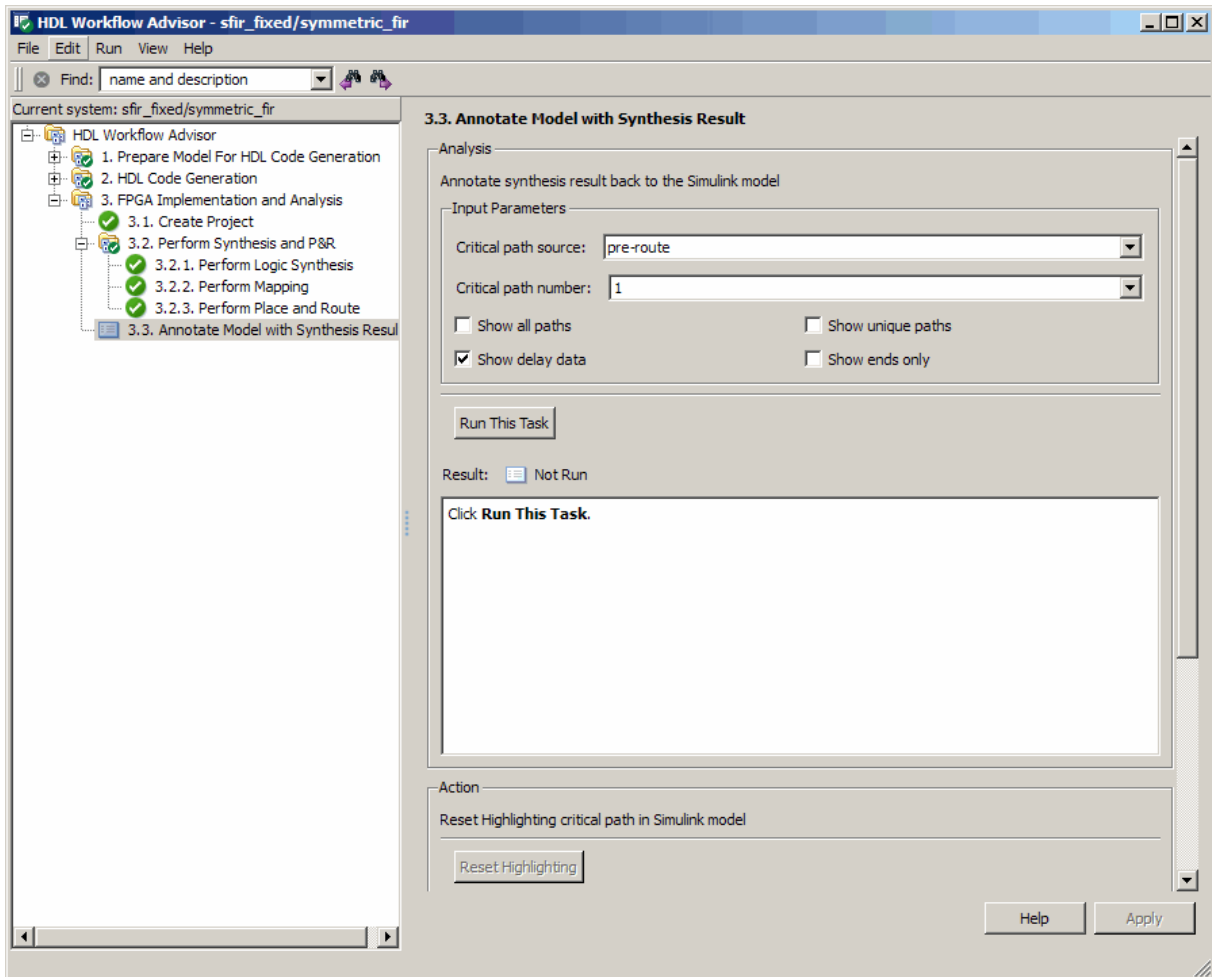 HDL Workflow Advisor - sfir_fixed/symmetric_fir
File Edit Run View Help
Find: name and description
Current system: sfir_fixed/symmetric_fir
HDL Workflow Advisor
1. Prepare Model For HDL Code Generation
2. HDL Code Generation
3. FPGA Implementation and Analysis
3.1. Create Project
3.2. Perform Synthesis and P&R
3.2.1. Perform Logic Synthesis
3.2.2. Perform Mapping
3.2.3. Perform Place and Route
3.3. Annotate Model with Synthesis Resul
3.3. Annotate Model with Synthesis Result
Analysis
Annotate synthesis result back to the Simulink model
Input Parameters
Critical path source: pre-route
Critical path number: 1
Show all paths Show unique paths
Show delay data Show ends only
Run This Task
Result: Not Run
Click Run This Task.
Action
Reset Highlighting critical path in Simulink model
Reset Highlighting
Help Apply